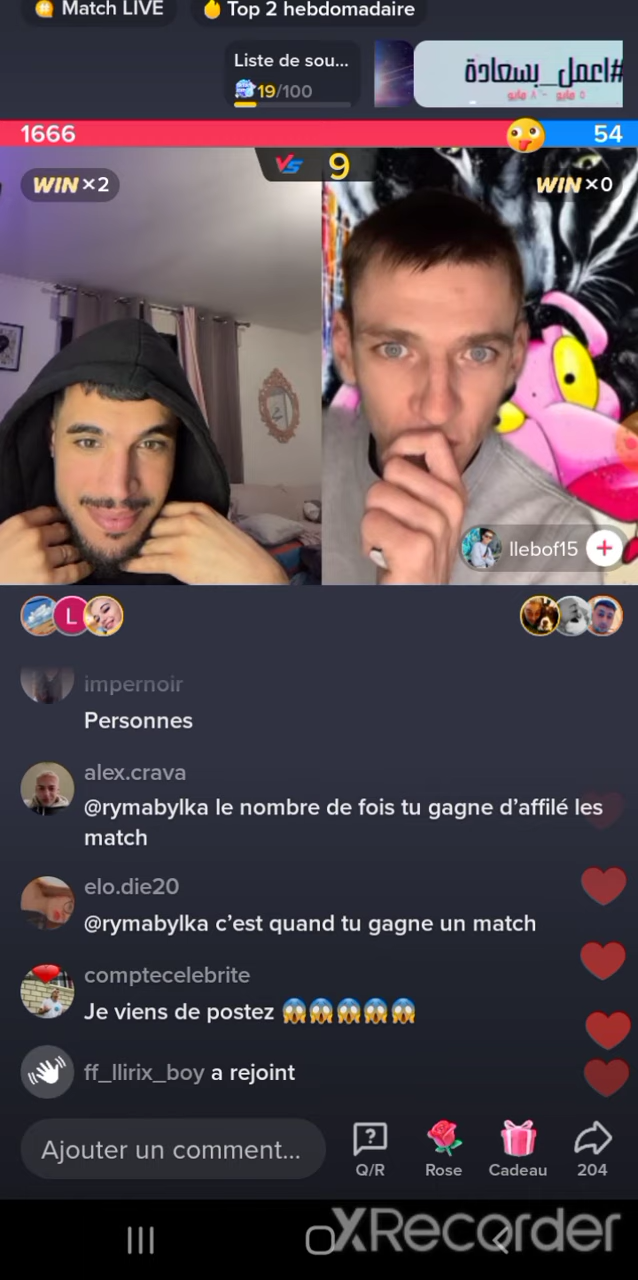 Match LIVE
Top 2 hebdomadaire
Liste de sou...
19/100
#اعمل_بسعادة
1666
54
WIN ×2
VS 9
WIN ×0
llebof15
L
impernoir
Personnes
alex.crava
@rymabylka le nombre de fois tu gagne d’affilé les
match
elo.die20
@rymabylka c’est quand tu gagne un match
comptecelebrite
Je viens de postez 😱😱😱😱😱
ff_llirix_boy a rejoint
Ajouter un comment...
Q/R
Rose
Cadeau
204
XRecorder